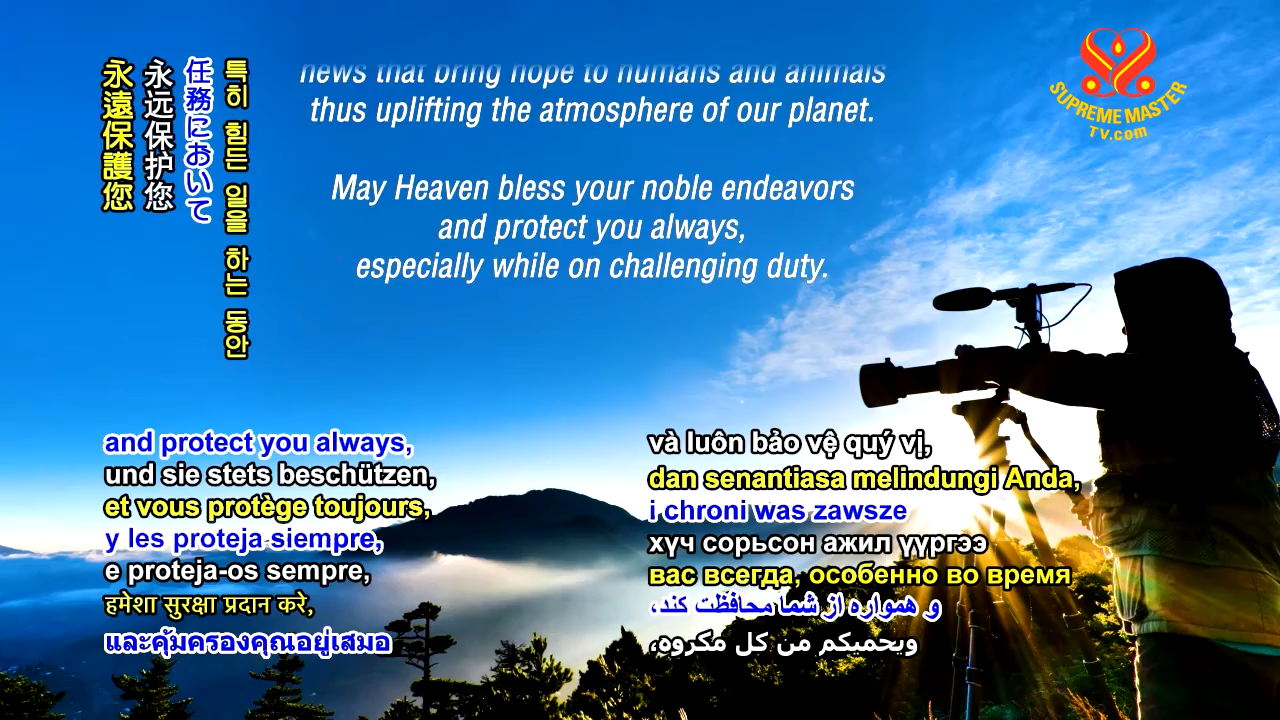 永遠保護您
永远保护您
任務において
특히 힘든 일을 하는 동안
news that bring hope to humans and animals
thus uplifting the atmosphere of our planet.
May Heaven bless your noble endeavors
and protect you always,
especially while on challenging duty.
SUPREME MASTER
TV.com
and protect you always,
und sie stets beschützen,
et vous protège toujours,
y les proteja siempre,
e proteja-os sempre,
हमेशा सुरक्षा प्रदान करे,
และคุ้มครองคุณอยู่เสมอ
và luôn bảo vệ quý vị,
dan senantiasa melindungi Anda,
i chroni was zawsze
хүч сорьсон ажил үүргээ
вас всегда, особенно во время
و همواره از شما محافظت کند،
ويحميكم من كل مكروه،